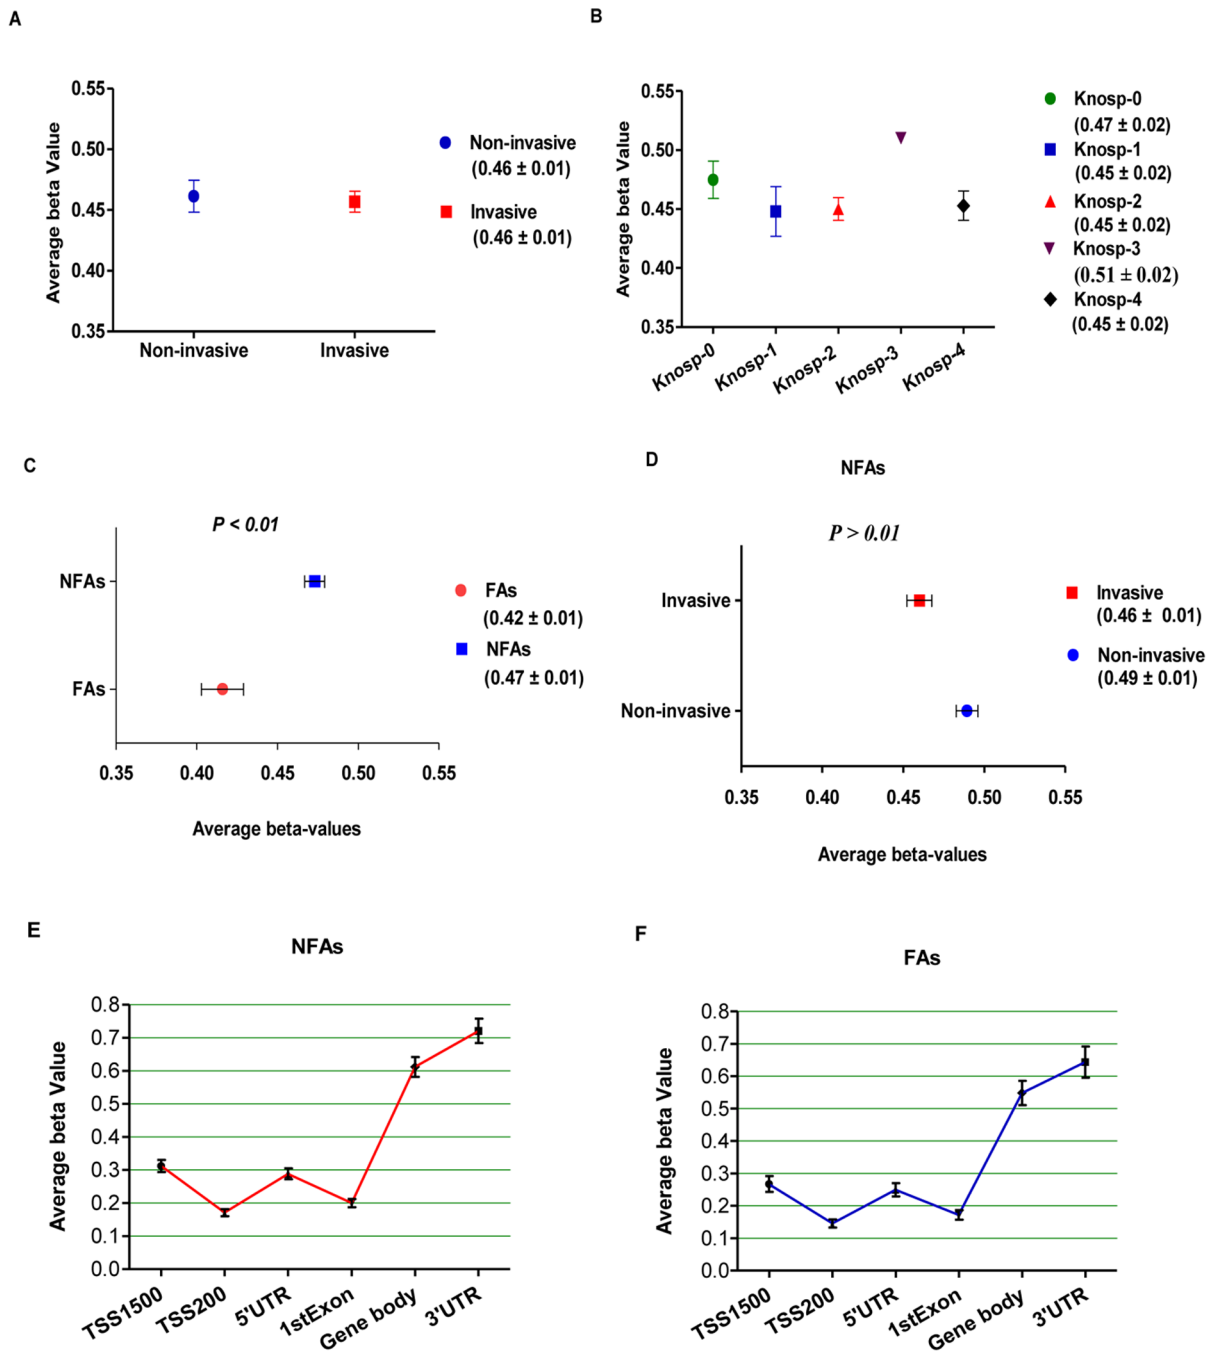 A
Average beta Value
0.55
0.50
0.45
0.40
0.35
Non-invasive
Invasive
Non-invasive
(0.46 ± 0.01)
Invasive
(0.46 ± 0.01)
B
Average beta Value
0.55
0.50
0.45
0.40
0.35
Knosp-0
Knosp-1
Knosp-2
Knosp-3
Knosp-4
Knosp-0
(0.47 ± 0.02)
Knosp-1
(0.45 ± 0.02)
Knosp-2
(0.45 ± 0.02)
Knosp-3
(0.51 ± 0.02)
Knosp-4
(0.45 ± 0.02)
C
P < 0.01
NFAs
FAs
0.35 0.40 0.45 0.50 0.55
Average beta-values
FAs
(0.42 ± 0.01)
NFAs
(0.47 ± 0.01)
D
NFAs
P > 0.01
Invasive
Non-invasive
0.35 0.40 0.45 0.50 0.55
Average beta-values
Invasive
(0.46 ± 0.01)
Non-invasive
(0.49 ± 0.01)
E
NFAs
Average beta Value
0.8
0.7
0.6
0.5
0.4
0.3
0.2
0.1
0.0
TSS1500
TSS200
5'UTR
1stExon
Gene body
3'UTR
F
FAs
Average beta Value
0.8
0.7
0.6
0.5
0.4
0.3
0.2
0.1
0.0
TSS1500
TSS200
5'UTR
1stExon
Gene body
3'UTR